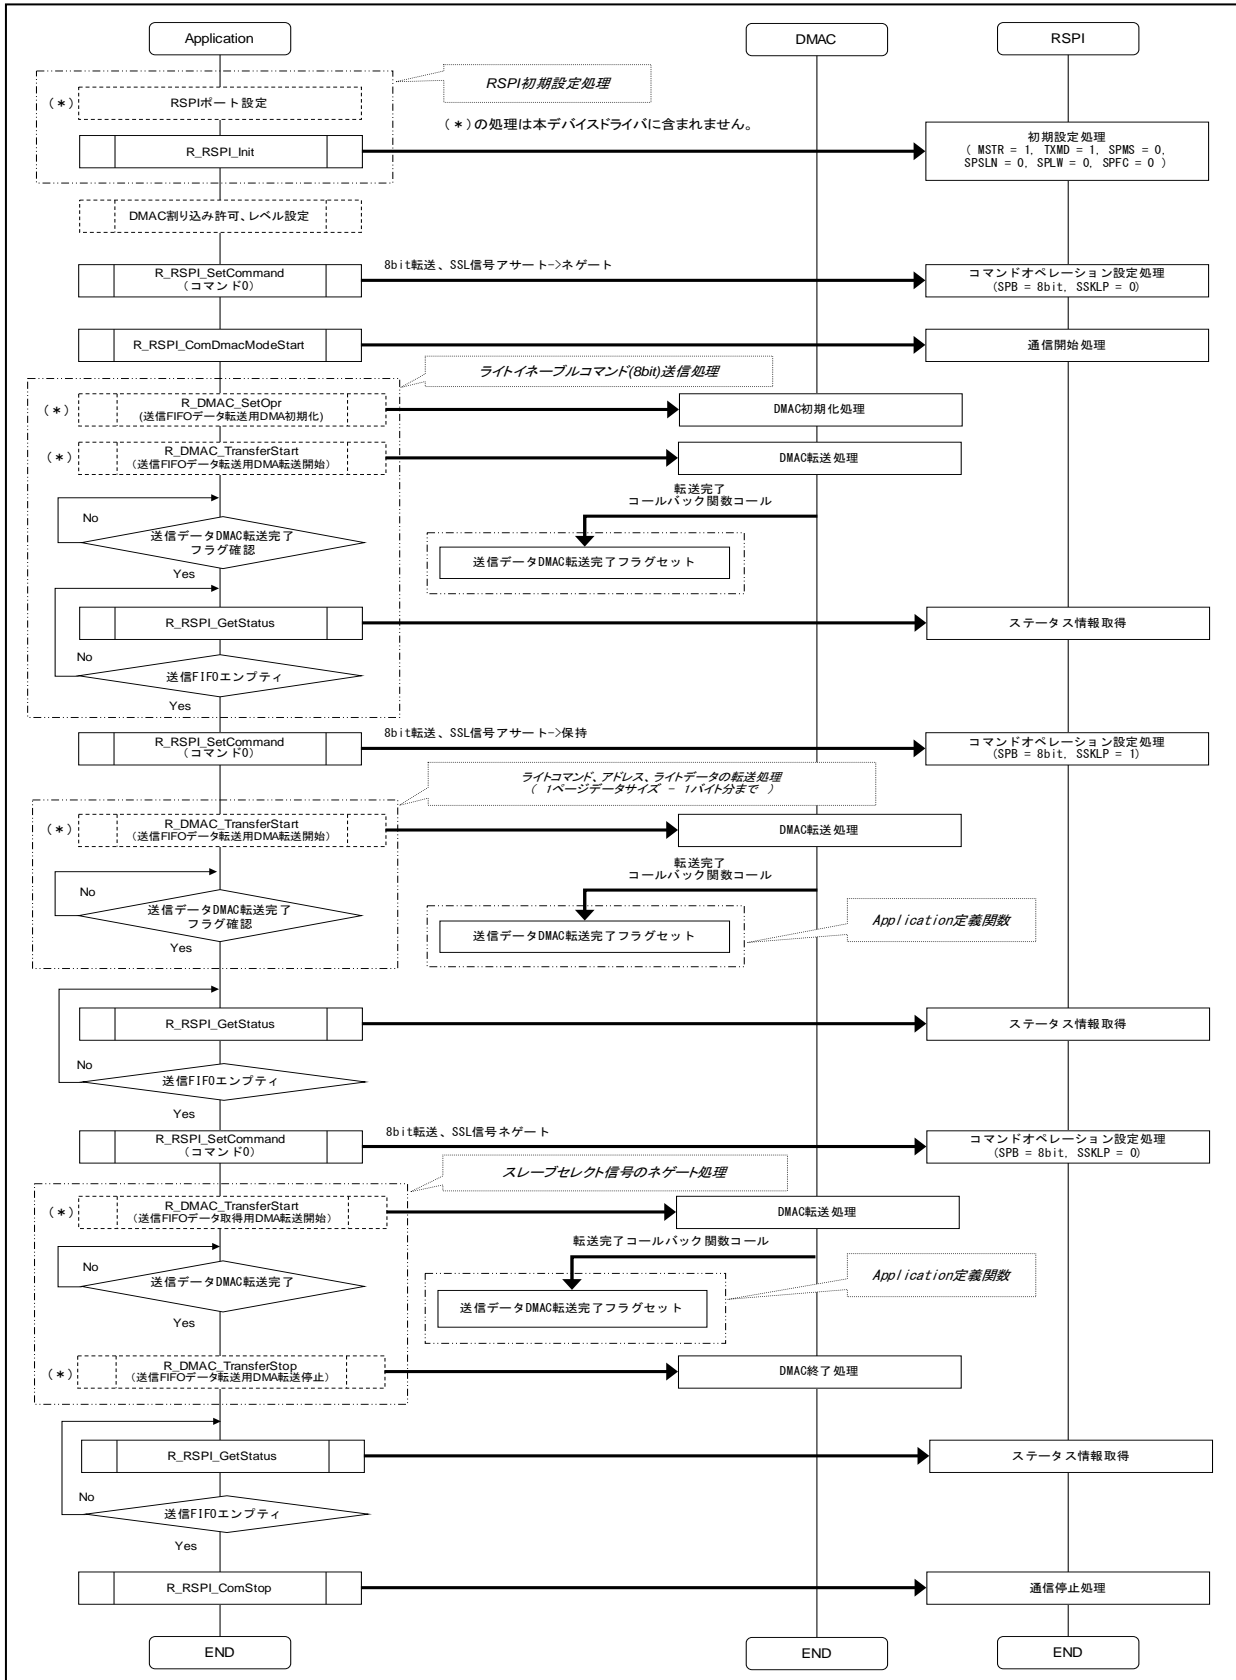 Application
DMAC
RSPI
RSPI初期設定処理
(*)
RSPIポート設定
(*)の処理は本デバイスドライバに含まれません。
R_RSPI_Init
初期設定処理
( MSTR = 1, TXMD = 1, SPMS = 0,
SPSLN = 0, SPLW = 0, SPFC = 0 )
DMAC割り込み許可、レベル設定
R_RSPI_SetCommand
(コマンド0)
8bit転送、SSL信号アサート->ネゲート
コマンドオペレーション設定処理
(SPB = 8bit, SSKLP = 0)
R_RSPI_ComDmacModeStart
通信開始処理
ライトイネーブルコマンド(8bit)送信処理
(*)
R_DMAC_SetOpr
(送信FIFOデータ転送用DMA初期化)
DMAC初期化処理
(*)
R_DMAC_TransferStart
(送信FIFOデータ転送用DMA転送開始)
DMAC転送処理
転送完了
コールバック関数コール
No
送信データDMAC転送完了
フラグ確認
送信データDMAC転送完了フラグセット
Yes
R_RSPI_GetStatus
ステータス情報取得
No
送信FIFOエンプティ
Yes
R_RSPI_SetCommand
(コマンド0)
8bit転送、SSL信号アサート->保持
コマンドオペレーション設定処理
(SPB = 8bit, SSKLP = 1)
ライトコマンド、アドレス、ライトデータの転送処理
( 1ページデータサイズ － 1バイト分まで )
(*)
R_DMAC_TransferStart
(送信FIFOデータ転送用DMA転送開始)
DMAC転送処理
転送完了
コールバック関数コール
No
送信データDMAC転送完了
フラグ確認
送信データDMAC転送完了フラグセット
Application定義関数
Yes
R_RSPI_GetStatus
ステータス情報取得
No
送信FIFOエンプティ
Yes
R_RSPI_SetCommand
(コマンド0)
8bit転送、SSL信号ネゲート
コマンドオペレーション設定処理
(SPB = 8bit, SSKLP = 0)
スレーブセレクト信号のネゲート処理
(*)
R_DMAC_TransferStart
(送信FIFOデータ取得用DMA転送開始)
DMAC転送処理
転送完了コールバック関数コール
No
送信データDMAC転送完了
送信データDMAC転送完了フラグセット
Application定義関数
Yes
(*)
R_DMAC_TransferStop
(送信FIFOデータ転送用DMA転送停止)
DMAC終了処理
R_RSPI_GetStatus
ステータス情報取得
No
送信FIFOエンプティ
Yes
R_RSPI_ComStop
通信停止処理
END
END
END